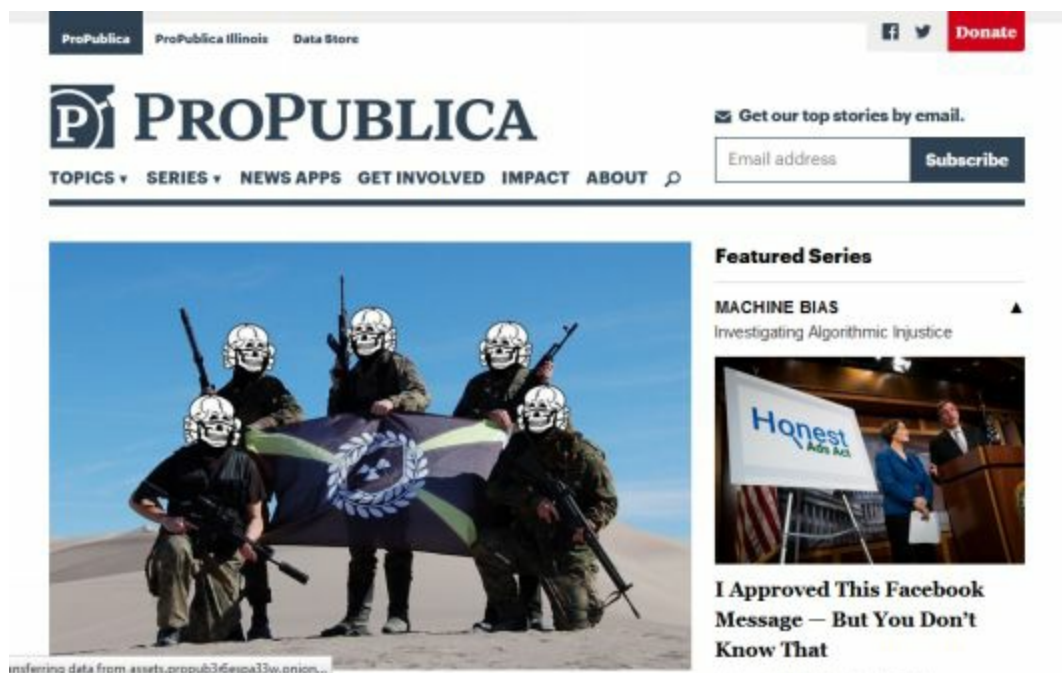 ProPublica ProPublica Illinois Data Store
Donate
PROPUBLICA
Get our top stories by email.
Email address Subscribe
TOPICS SERIES NEWS APPS GET INVOLVED IMPACT ABOUT
Featured Series
MACHINE BIAS
Investigating Algorithmic Injustice
Honest
Ads Act
I Approved This Facebook
Message — But You Don't
Know That